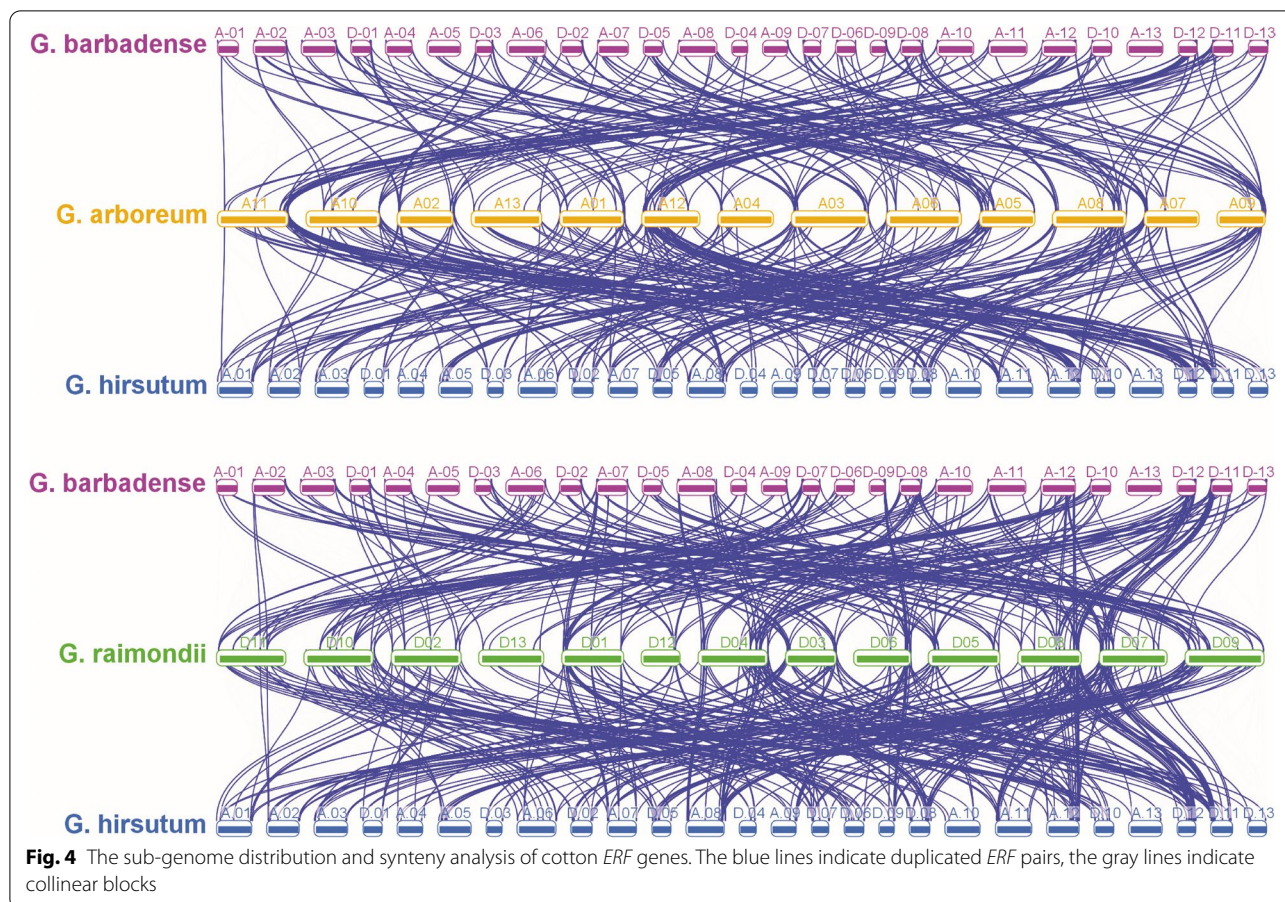 A-01 A-02 A-03 D-01 A-04 A-05 D-03 A-06 D-02 A-07 D-05 A-08 D-04 A-09 D-07 D-06 D-09 D-08 A-10 A-11 A-12 D-10 A-13 D-12 D-11 D-13
G. barbadense
A11 A10 A02 A13 A01 A12 A04 A03 A06 A05 A08 A07 A09
G. arboreum
A.01 A.02 A.03 D.01 A.04 A.05 D.03 A.06 D.02 A.07 D.05 A.08 D.04 A.09 D.07 D.06 D.09 D.08 A.10 A.11 A.12 D.10 A.13 D.12 D.11 D.13
G. hirsutum
A-01 A-02 A-03 D-01 A-04 A-05 D-03 A-06 D-02 A-07 D-05 A-08 D-04 A-09 D-07 D-06 D-09 D-08 A-10 A-11 A-12 D-10 A-13 D-12 D-11 D-13
G. barbadense
D11 D10 D02 D13 D01 D12 D04 D03 D06 D05 D08 D07 D09
G. raimondii
A.01 A.02 A.03 D.01 A.04 A.05 D.03 A.06 D.02 A.07 D.05 A.08 D.04 A.09 D.07 D.06 D.09 D.08 A.10 A.11 A.12 D.10 A.13 D.12 D.11 D.13
G. hirsutum
Fig. 4 The sub-genome distribution and synteny analysis of cotton ERF genes. The blue lines indicate duplicated ERF pairs, the gray lines indicate
collinear blocks